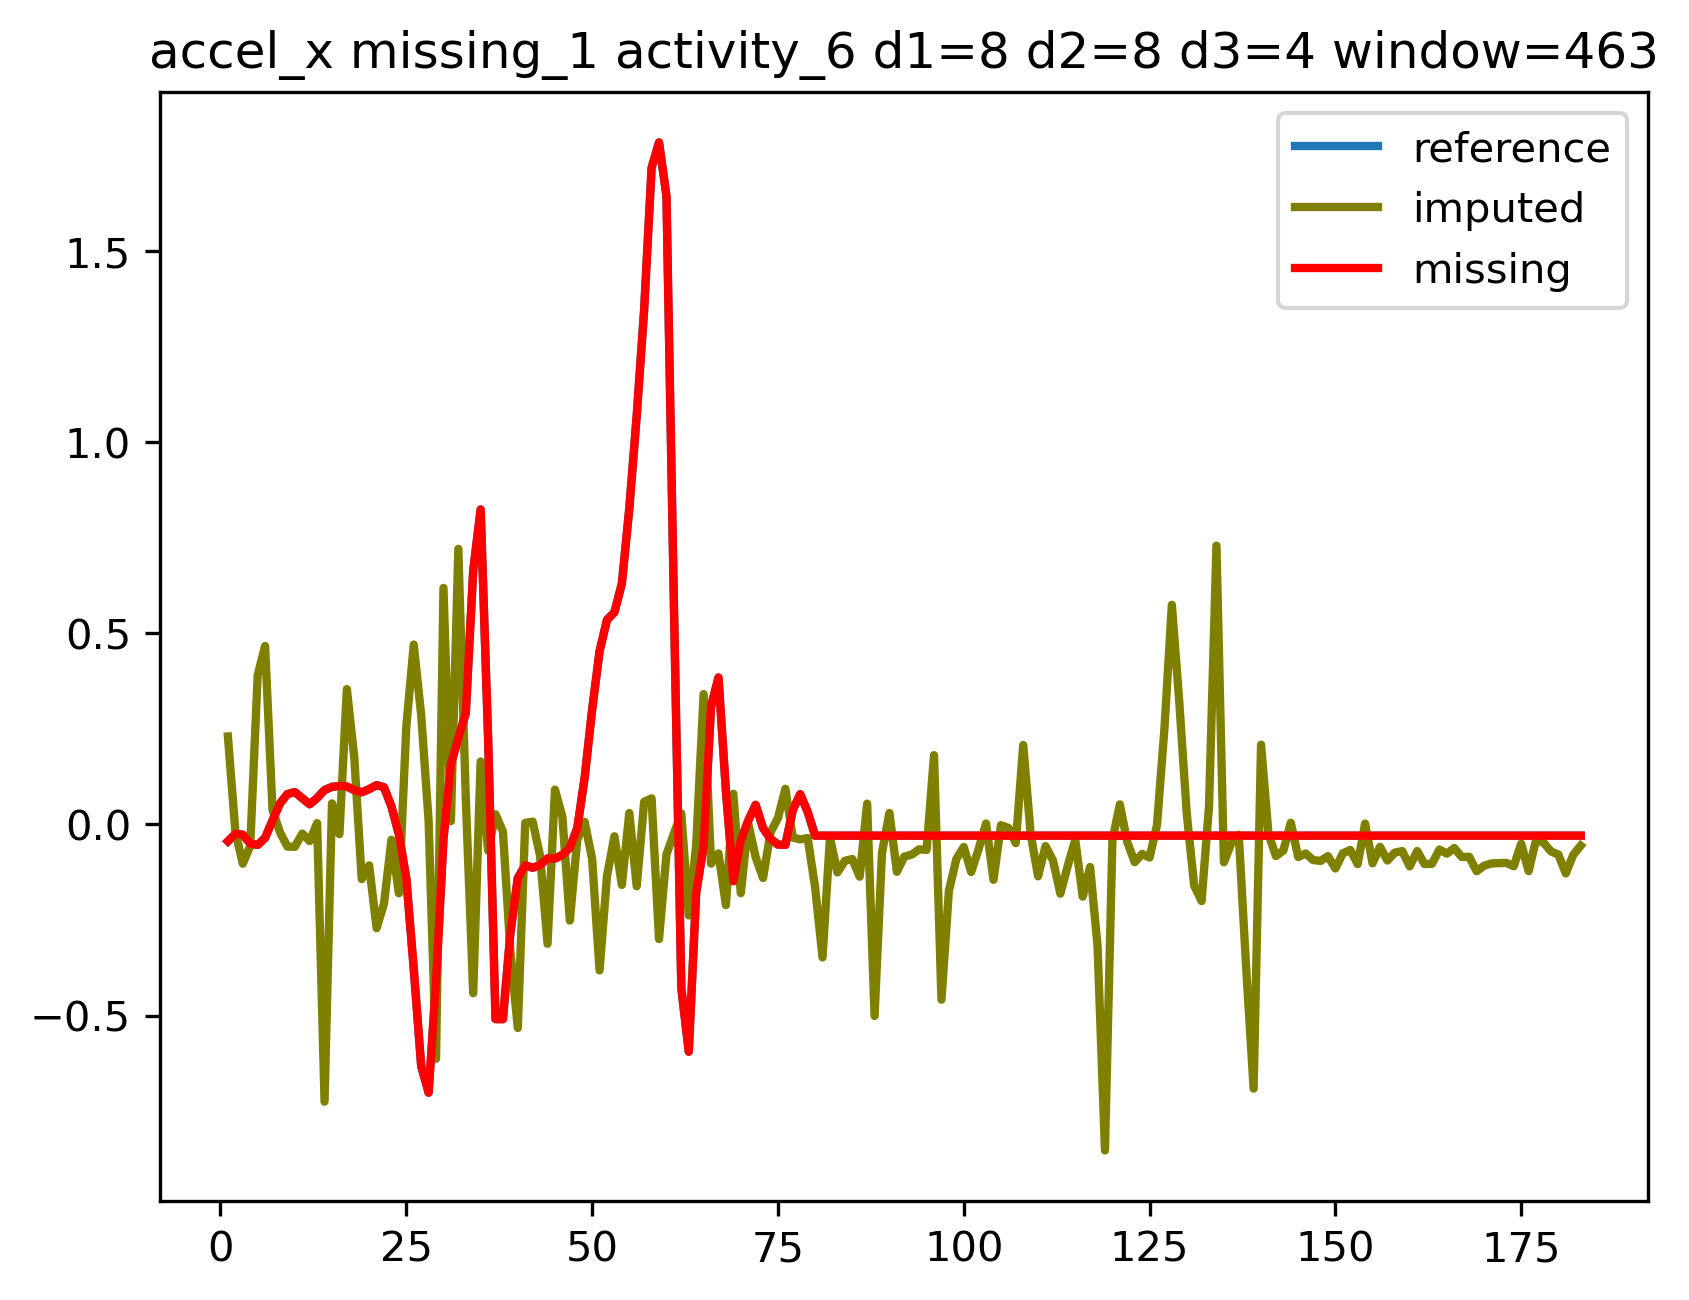 accel_x missing_1 activity_6 d1=8 d2=8 d3=4 window=463
reference
imputed
missing
1.5
1.0
0.5
0.0
−0.5
0 25 50 75 100 125 150 175